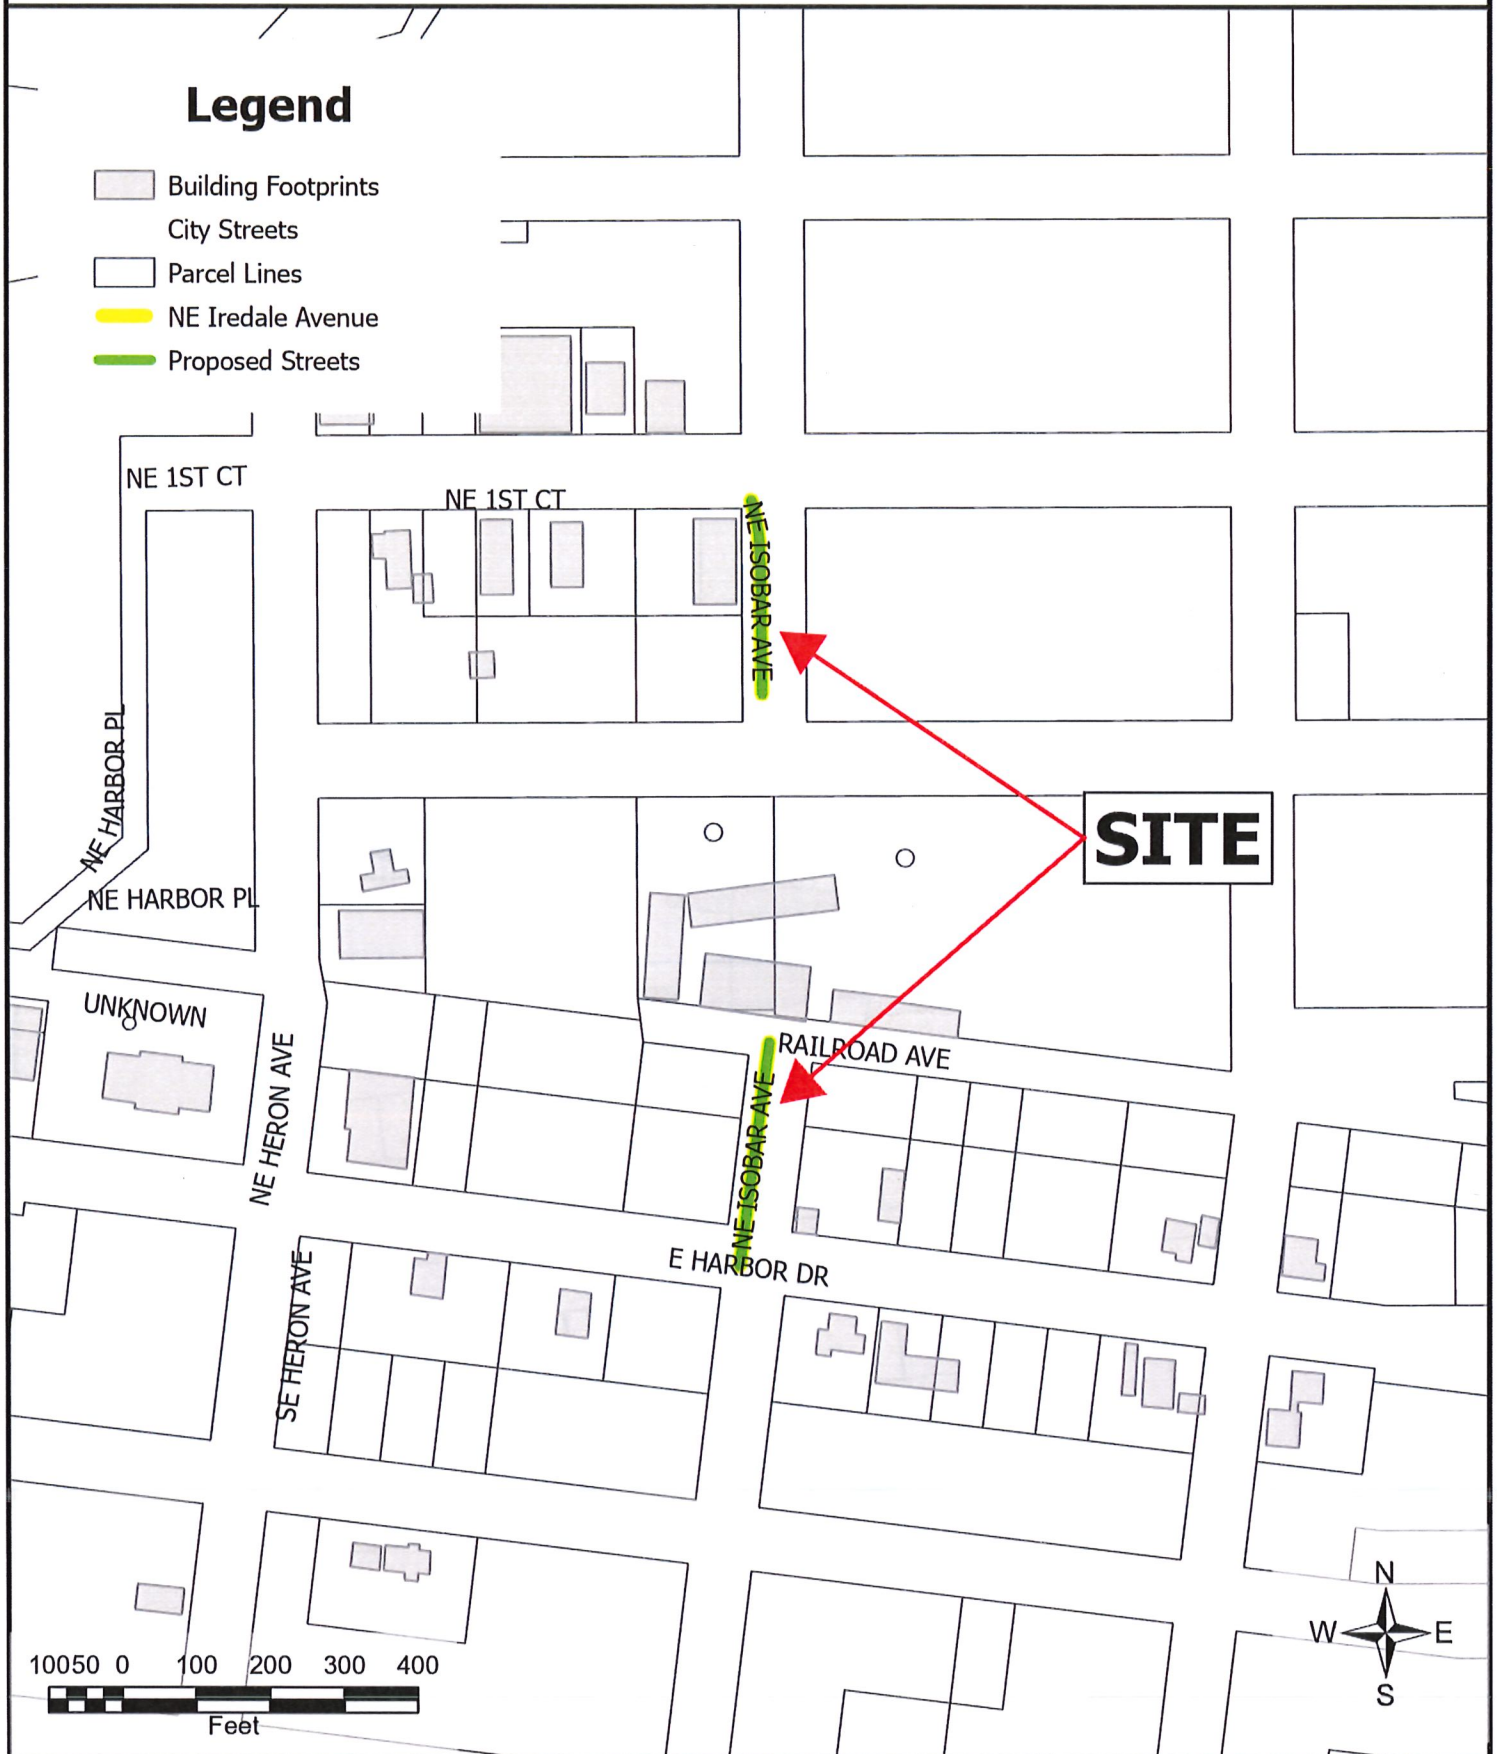 Legend
Building Footprints
City Streets
Parcel Lines
NE Iredale Avenue
Proposed Streets
NE 1ST CT
NE 1ST CT
NE ISOBAR AVE
NE HARBOR PL
SITE
NE HARBOR PL
UNKNOWN
RAILROAD AVE
NE HERON AVE
NE ISOBAR AVE
E HARBOR DR
SE HERON AVE
N
W E
S
10050 0 100 200 300 400
Feet